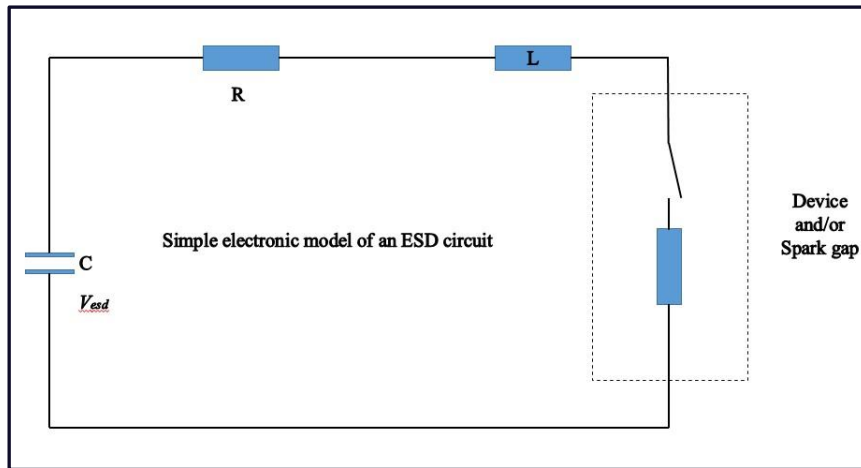 L
R
Device
and/or
Spark gap
Simple electronic model of an ESD circuit
C
Vesd